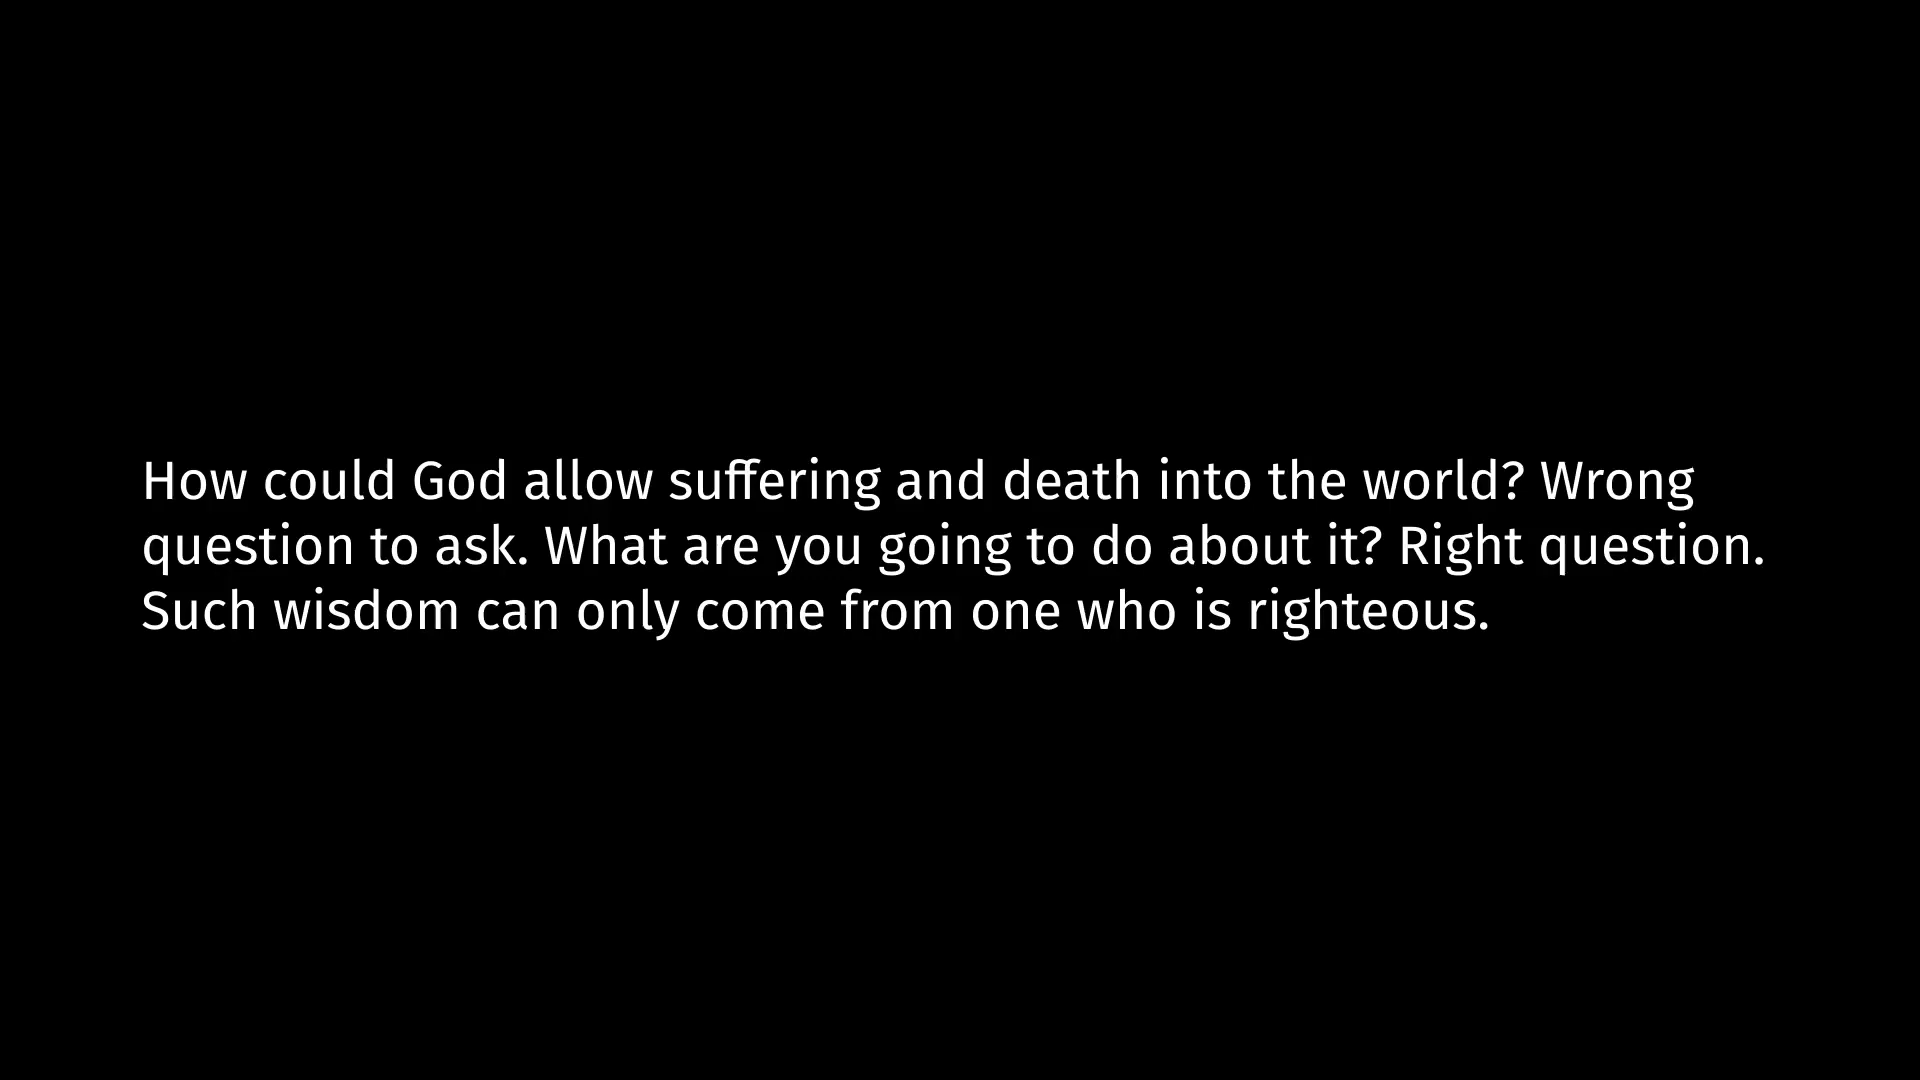 How could God allow suffering and death into the world? Wrong
question to ask. What are you going to do about it? Right question.
Such wisdom can only come from one who is righteous.